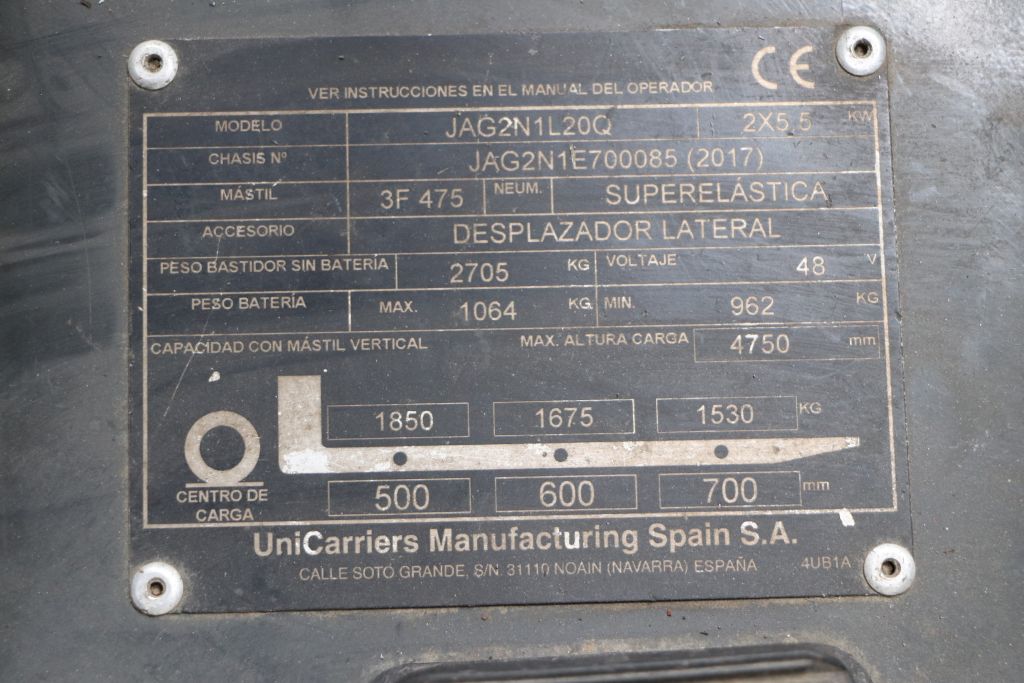 CE
VER INSTRUCCIONES EN EL MANUAL DEL OPERADOR
MODELO JAG2N1L20Q 2X5,5 KW
CHASIS Nº JAG2N1E700085 (2017)
MÁSTIL 3F 475 NEUM. SUPERELÁSTICA
ACCESORIO DESPLAZADOR LATERAL
PESO BASTIDOR SIN BATERÍA 2705 KG VOLTAJE 48 V
PESO BATERÍA MAX. 1064 KG MIN. 962 KG
CAPACIDAD CON MÁSTIL VERTICAL MAX. ALTURA CARGA 4750 mm
1850 1675 1530 KG
CENTRO DE
CARGA
500 600 700 mm
UniCarriers Manufacturing Spain S.A.
CALLE SOTO GRANDE, S/N. 31110 NOAIN (NAVARRA) ESPAÑA 4UB1A